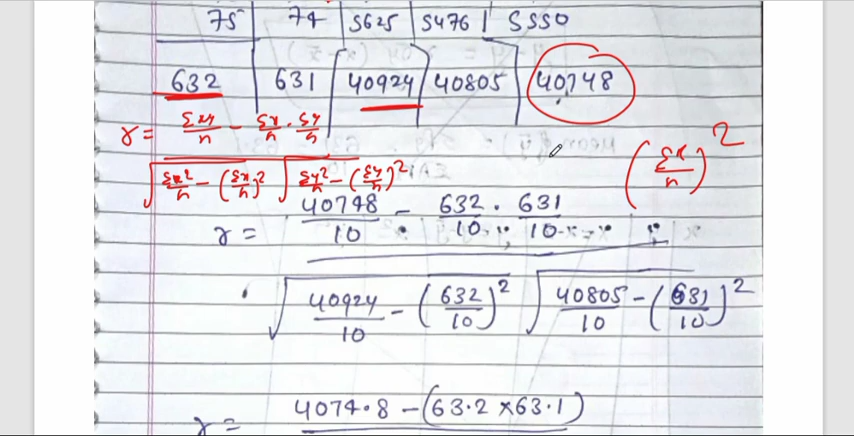 75 74 5625 5476 5550
632 631 40924 40805 40748
r = Σxy/n - Σx/n · Σy/n
√(Σx²/n - (Σx/n)²) √(Σy²/n - (Σy/n)²)
(Σx/n)²
r = 40748/10 - 632/10 · 631/10
√(40924/10 - (632/10)²) √(40805/10 - (631/10)²)
r = 4074.8 - (63.2 × 63.1)